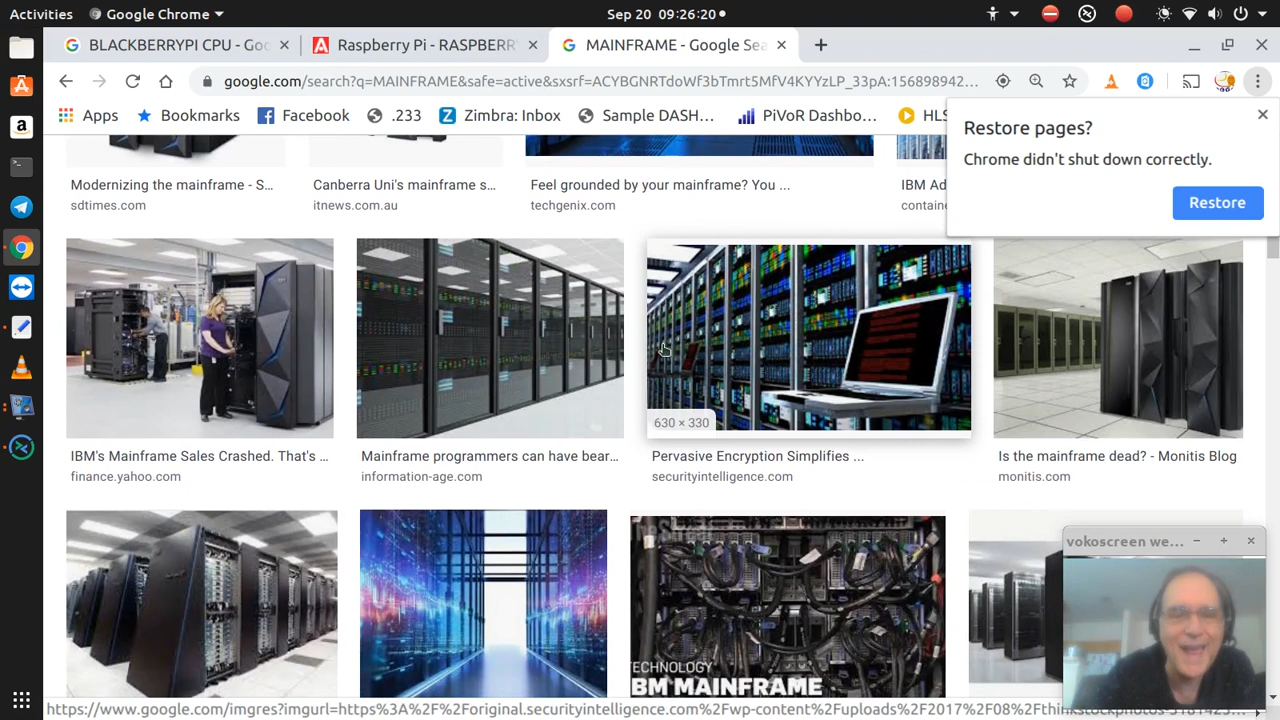 Activities Google Chrome Sep 20 09:26:20
BLACKBERRYPI CPU - Goo Raspberry Pi - RASPBERR MAINFRAME - Google Sea
google.com/search?q=MAINFRAME&safe=active&sxsrf=
Apps Bookmarks Facebook .233 Zimbra Inbox Sample DASH... PiVoR Dashbo... HLS
Restore pages?
Chrome didn't shut down correctly.
Restore
Modernizing the mainframe - S... Canberra Uni's mainframe s... Feel grounded by your mainframe? You ... IBM Ad
sdtimes.com itnews.com.au techgenix.com
630 × 330
IBM's Mainframe Sales Crashed. That's ... Mainframe programmers can have bear... Pervasive Encryption Simplifies ... Is the mainframe dead? - Monitis Blog
finance.yahoo.com information-age.com securityintelligence.com monitis.com
vokoscreen we...
TECHNOLOGY
IBM MAINFRAME
https://www.google.com/imgres?imgurl=https%3A%2F%2Foriginal.securityintelligence.com%2Fwp-content%2Fuploads%2F2017%2F08%2Fthinkstockphotos-